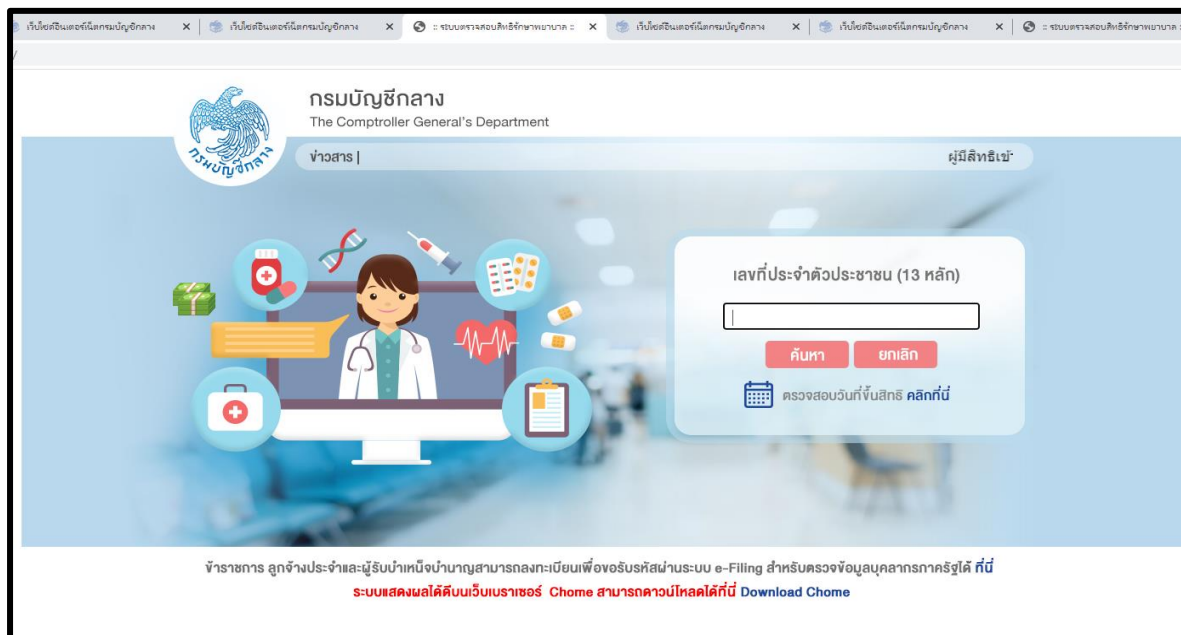 เว็บไซต์อินเตอร์เน็ตกรมบัญชีกลาง เว็บไซต์อินเตอร์เน็ตกรมบัญชีกลาง :: ระบบตรวจสอบสิทธิรักษาพยาบาล :: เว็บไซต์อินเตอร์เน็ตกรมบัญชีกลาง เว็บไซต์อินเตอร์เน็ตกรมบัญชีกลาง :: ระบบตรวจสอบสิทธิรักษาพยาบาล ::
/
กรมบัญชีกลาง
The Comptroller General's Department
กรมบัญชีกลาง
ข่าวสาร |
ผู้มีสิทธิเข้า
เลขที่ประจำตัวประชาชน (13 หลัก)
ค้นหา ยกเลิก
ตรวจสอบวันที่ขึ้นสิทธิ คลิกที่นี่
ข้าราชการ ลูกจ้างประจำและผู้รับบำเหน็จบำนาญสามารถลงทะเบียนเพื่อขอรับรหัสผ่านระบบ e-Filing สำหรับตรวจข้อมูลบุคลากรภาครัฐได้ ที่นี่
ระบบแสดงผลได้ดีบนเว็บเบราเซอร์ Chome สามารถดาวน์โหลดได้ที่นี่ Download Chome